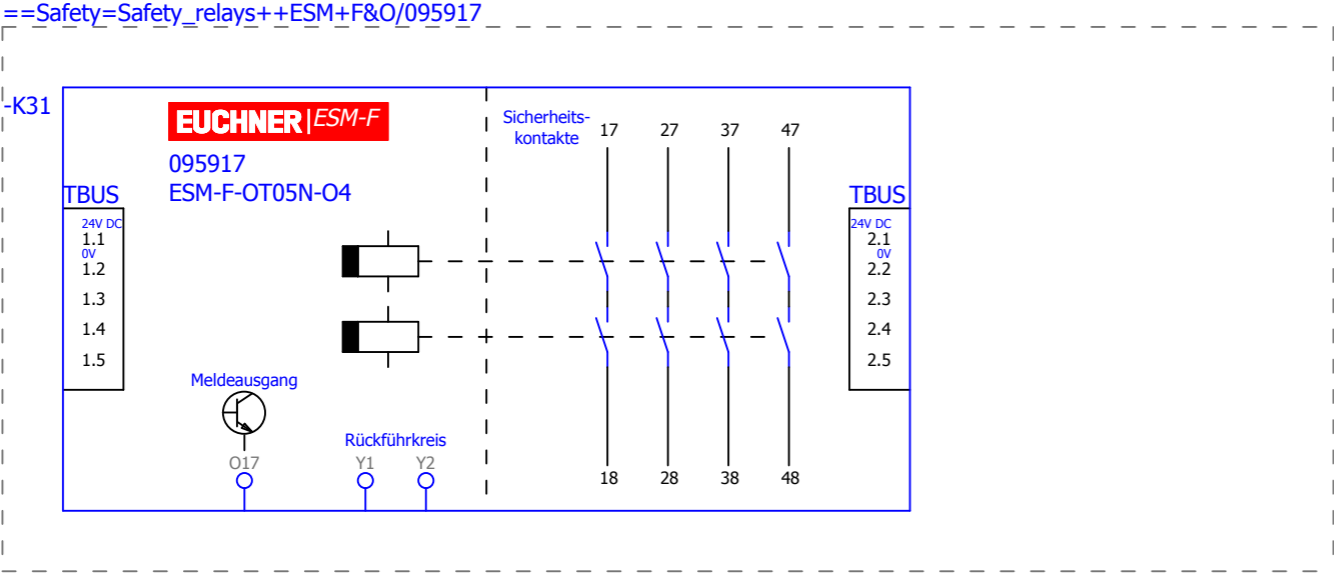 ==Safety=Safety_relays++ESM+F&O/095917
-K31
EUCHNER|ESM-F
095917
ESM-F-OT05N-O4
Sicherheits-
kontakte
17 27 37 47
TBUS
24V DC
1.1
0V
1.2
1.3
1.4
1.5
TBUS
24V DC
2.1
0V
2.2
2.3
2.4
2.5
Meldeausgang
O17
Rückführkreis
Y1 Y2
18 28 38 48